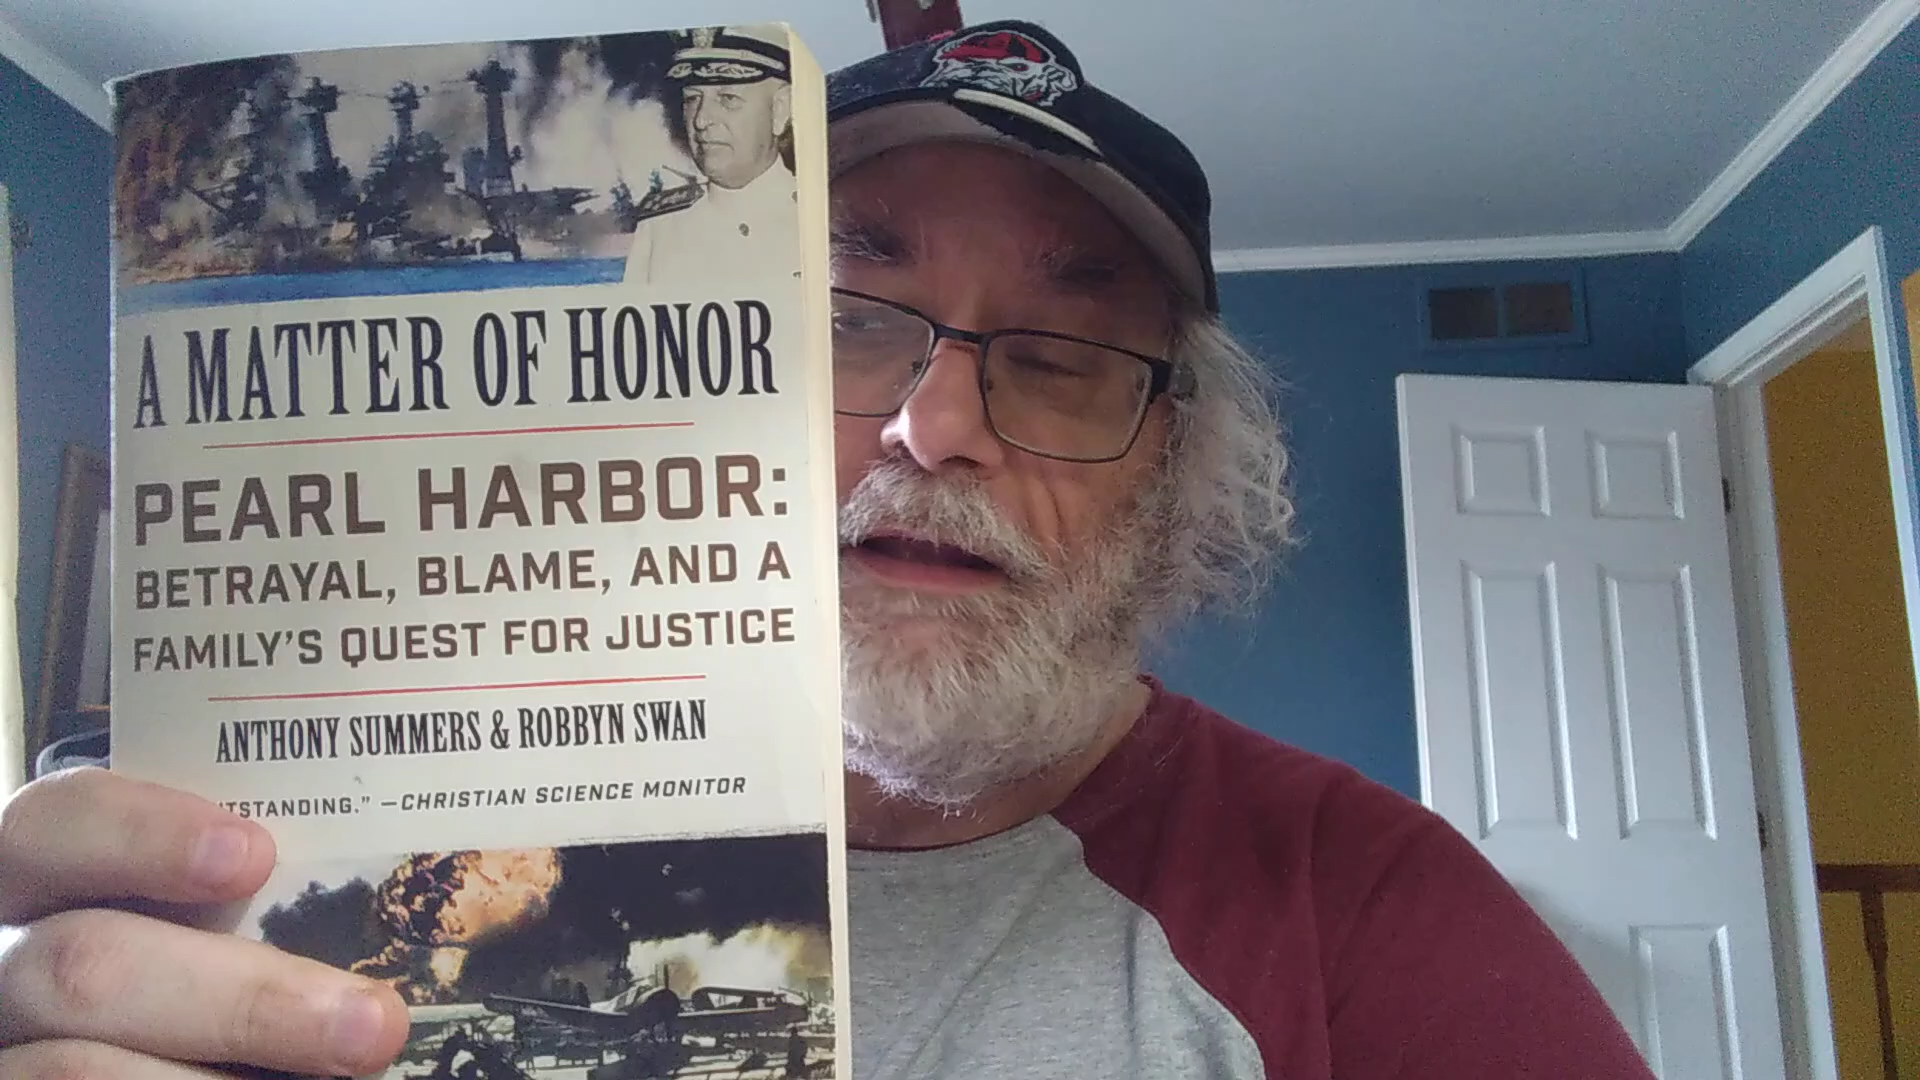 A MATTER OF HONOR
PEARL HARBOR:
BETRAYAL, BLAME, AND A
FAMILY'S QUEST FOR JUSTICE
ANTHONY SUMMERS & ROBBYN SWAN
TSTANDING." —CHRISTIAN SCIENCE MONITOR